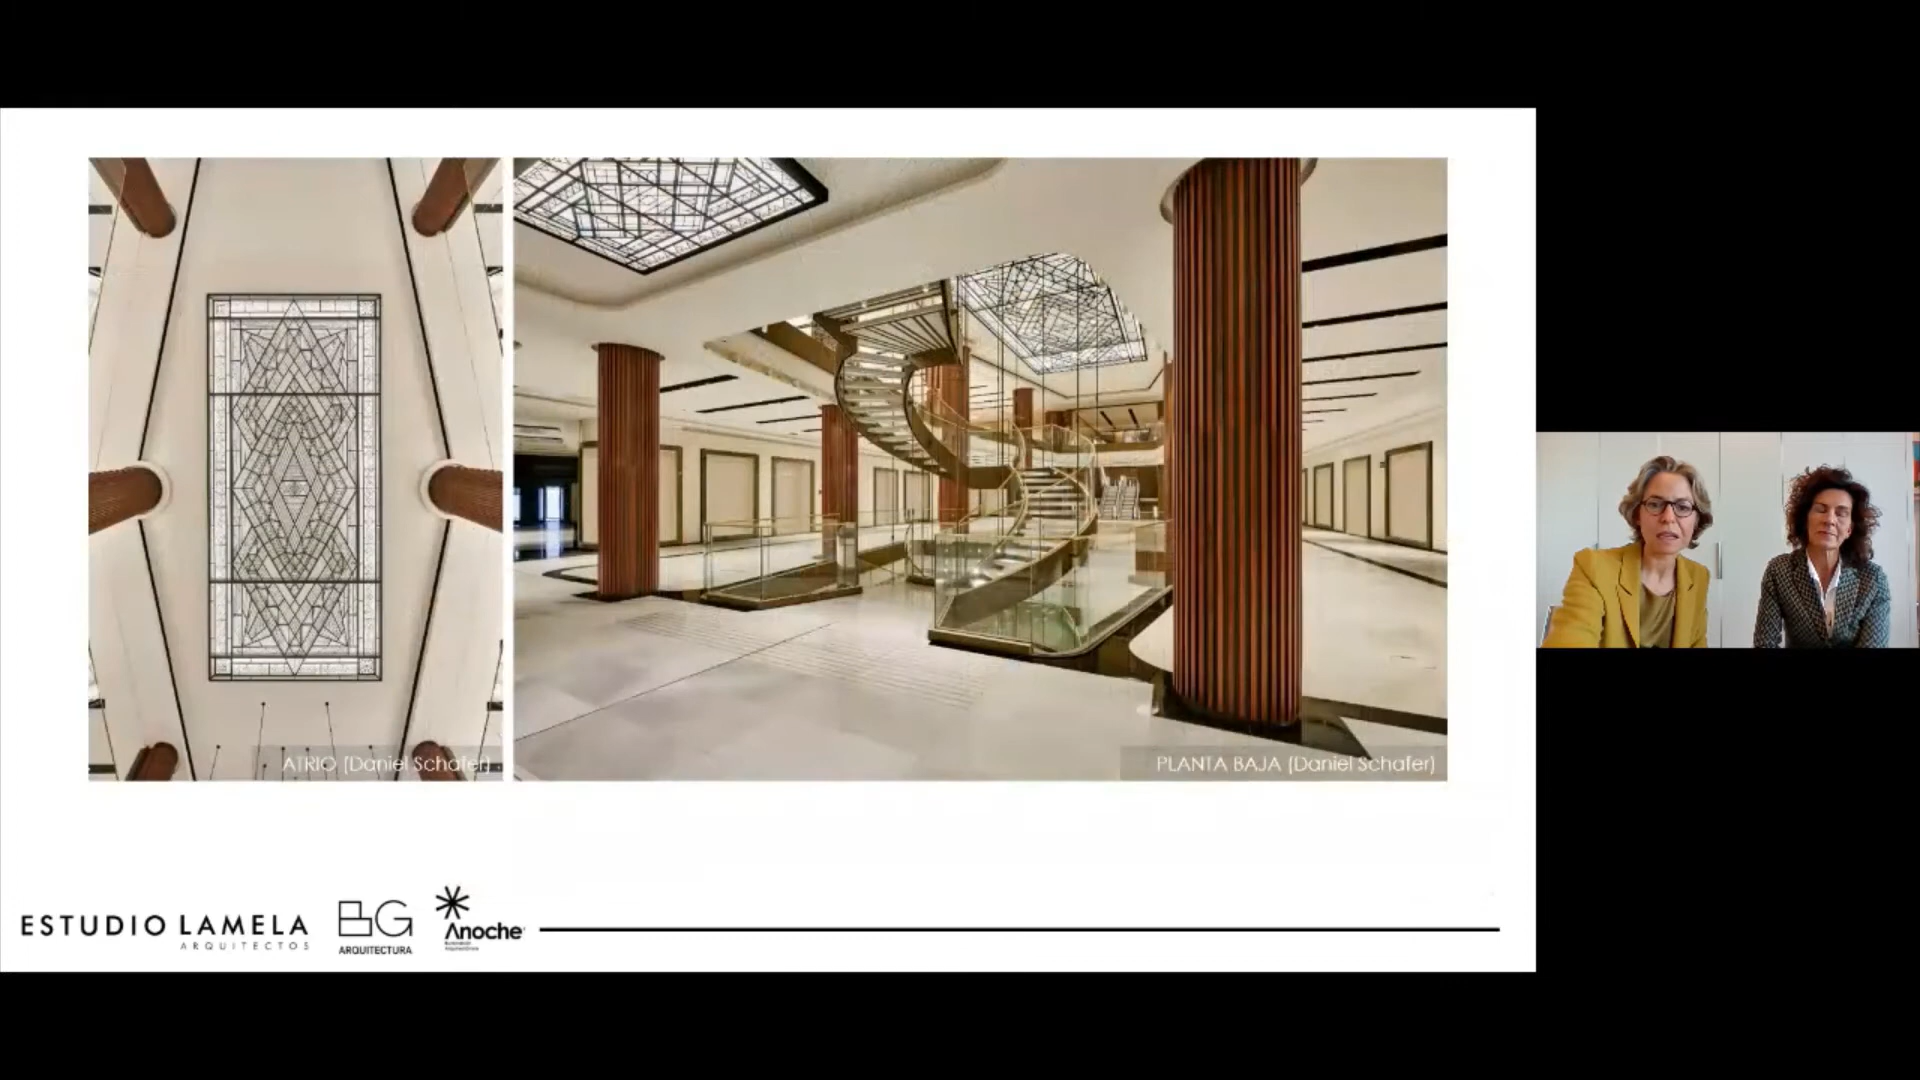 ATRIO (Daniel Schafer)
PLANTA BAJA (Daniel Schafer)
ESTUDIO LAMELA
ARQUITECTOS
BG
ARQUITECTURA
Anoche